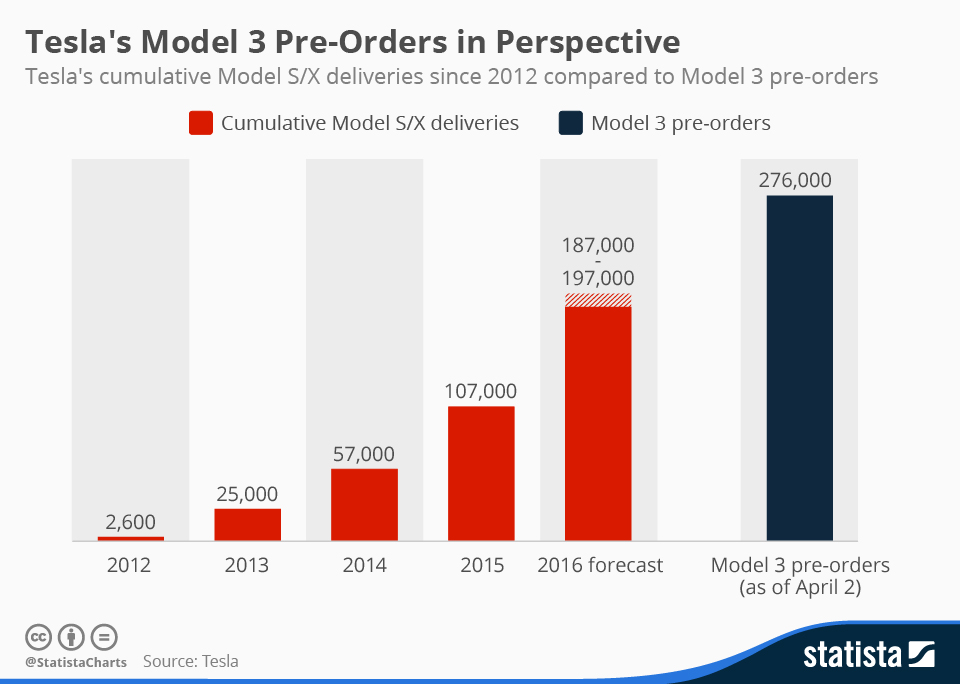 Tesla's Model 3 Pre-Orders in Perspective
Tesla's cumulative Model S/X deliveries since 2012 compared to Model 3 pre-orders
Cumulative Model S/X deliveries
Model 3 pre-orders
2,600
25,000
57,000
107,000
187,000
-
197,000
276,000
2012
2013
2014
2015
2016 forecast
Model 3 pre-orders
(as of April 2)
cc
=
@StatistaCharts
Source: Tesla
statista